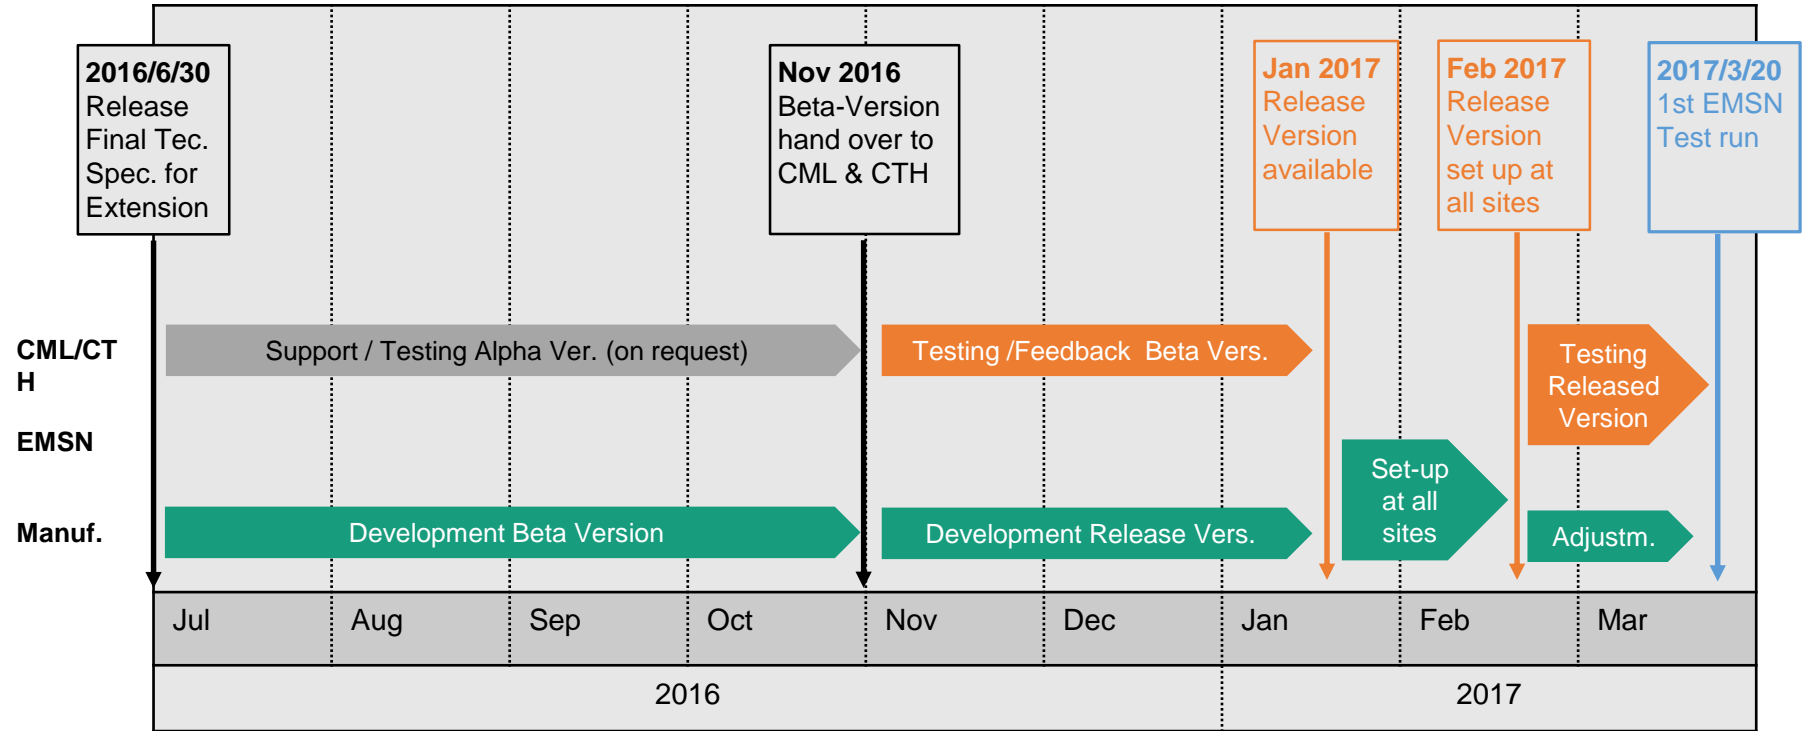 2016/6/30
Release
Final Tec.
Spec. for
Extension
Nov 2016
Beta-Version
hand over to
CML & CTH
Jan 2017
Release
Version
available
Feb 2017
Release
Version
set up at
all sites
2017/3/20
1st EMSN
Test run
CML/CT
H
Support / Testing Alpha Ver. (on request)
Testing /Feedback Beta Vers.
Testing
Released
Version
EMSN
Set-up
at all
sites
Manuf.
Development Beta Version
Development Release Vers.
Adjustm.
Jul Aug Sep Oct Nov Dec Jan Feb Mar
2016 2017